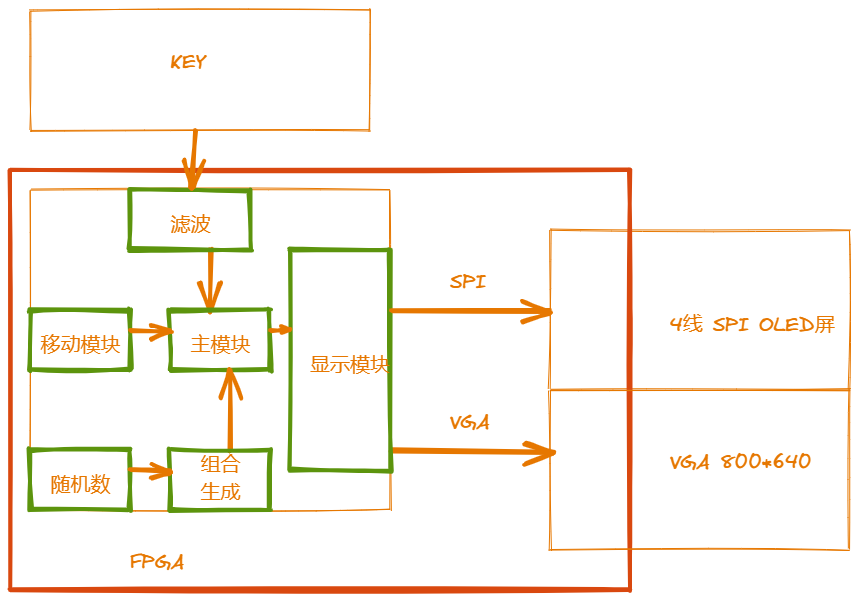 KEY
滤波
SPI
4线 SPI OLED屏
移动模块
主模块
显示模块
VGA
VGA 800*640
组合
生成
随机数
FPGA